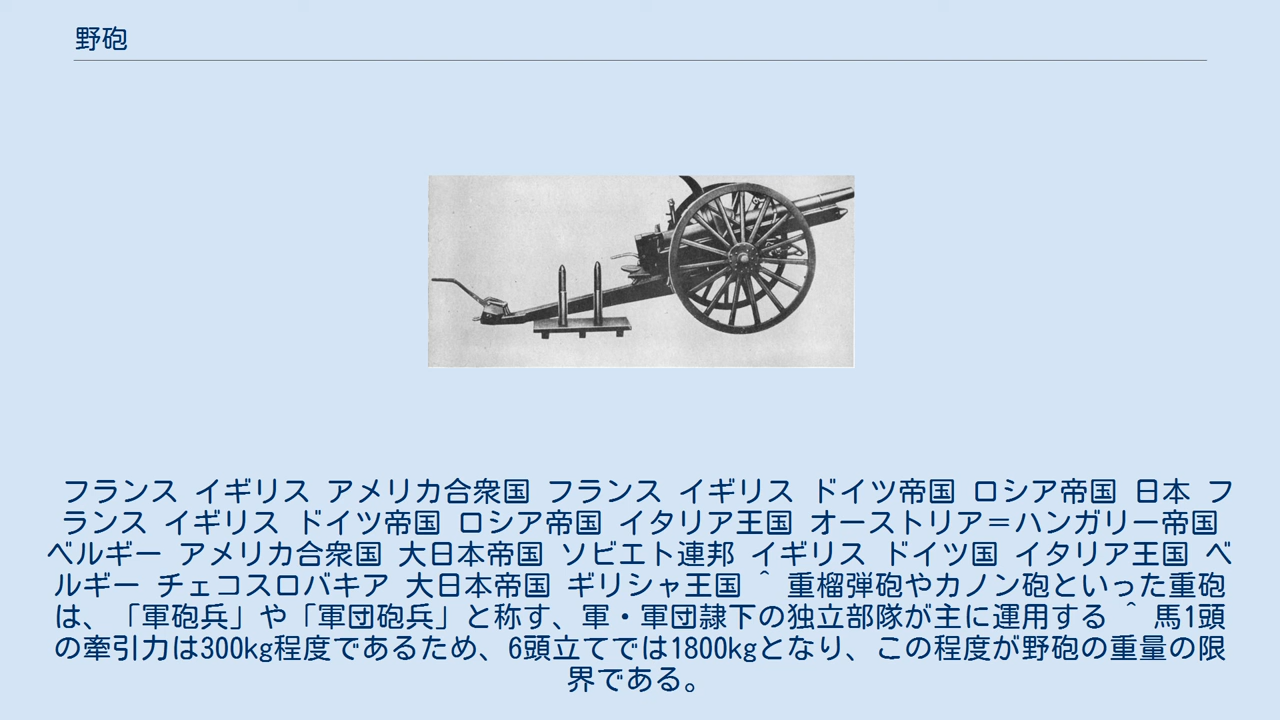 野砲
フランス イギリス アメリカ合衆国 フランス イギリス ドイツ帝国 ロシア帝国 日本 フ
ランス イギリス ドイツ帝国 ロシア帝国 イタリア王国 オーストリア＝ハンガリー帝国
ベルギー アメリカ合衆国 大日本帝国 ソビエト連邦 イギリス ドイツ国 イタリア王国 ベ
ルギー チェコスロバキア 大日本帝国 ギリシャ王国 ^ 重榴弾砲やカノン砲といった重砲
は、「軍砲兵」や「軍団砲兵」と称す、軍・軍団隷下の独立部隊が主に運用する ^ 馬1頭
の牽引力は300kg程度であるため、6頭立てでは1800kgとなり、この程度が野砲の重量の限
界である。